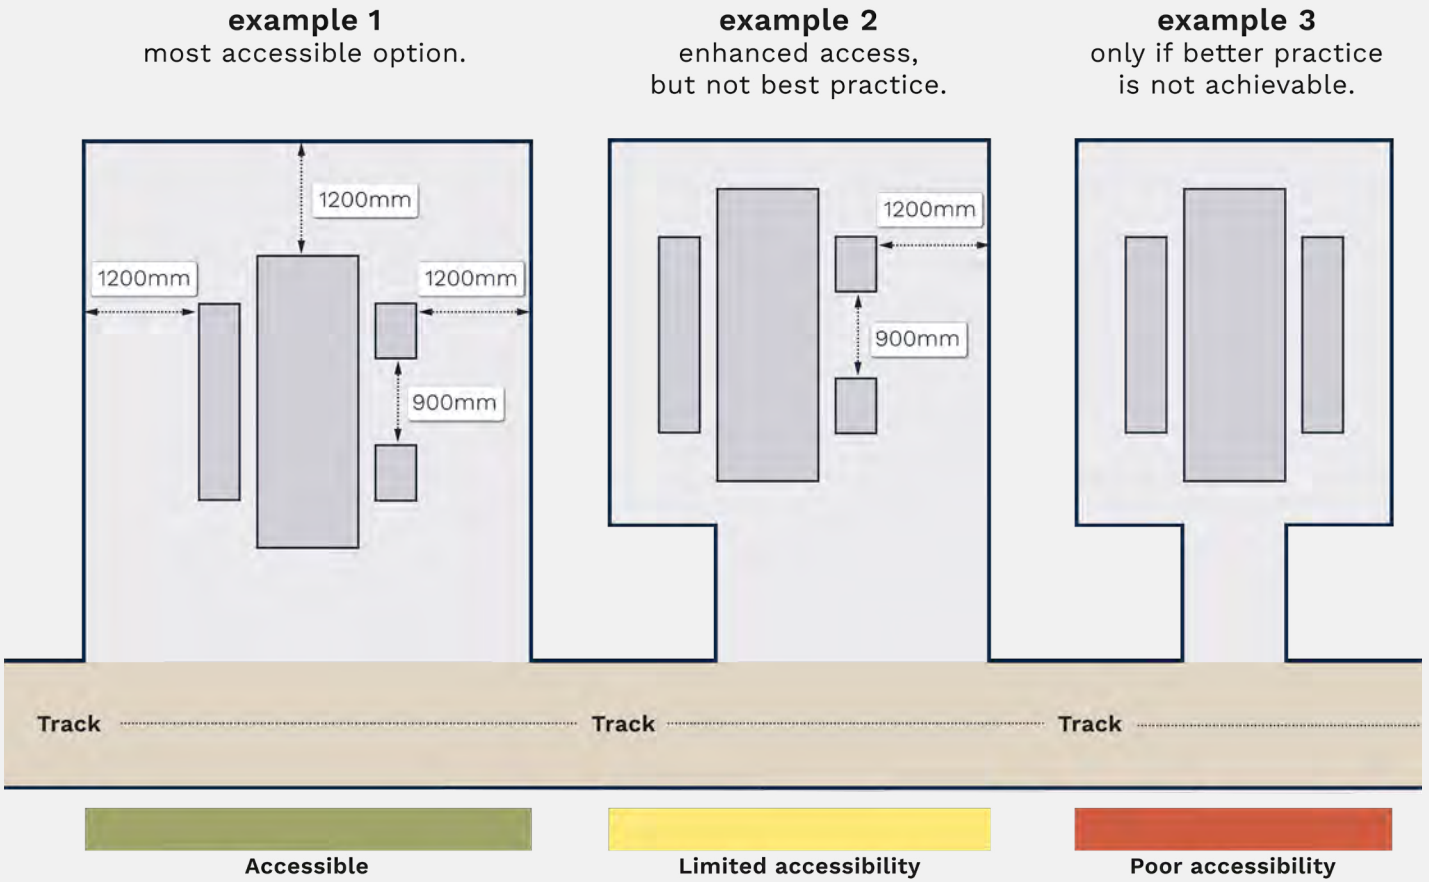 example 1
most accessible option.
example 2
enhanced access,
but not best practice.
example 3
only if better practice
is not achievable.
1200mm
1200mm
1200mm
900mm
1200mm
900mm
Track
Track
Track
Accessible
Limited accessibility
Poor accessibility